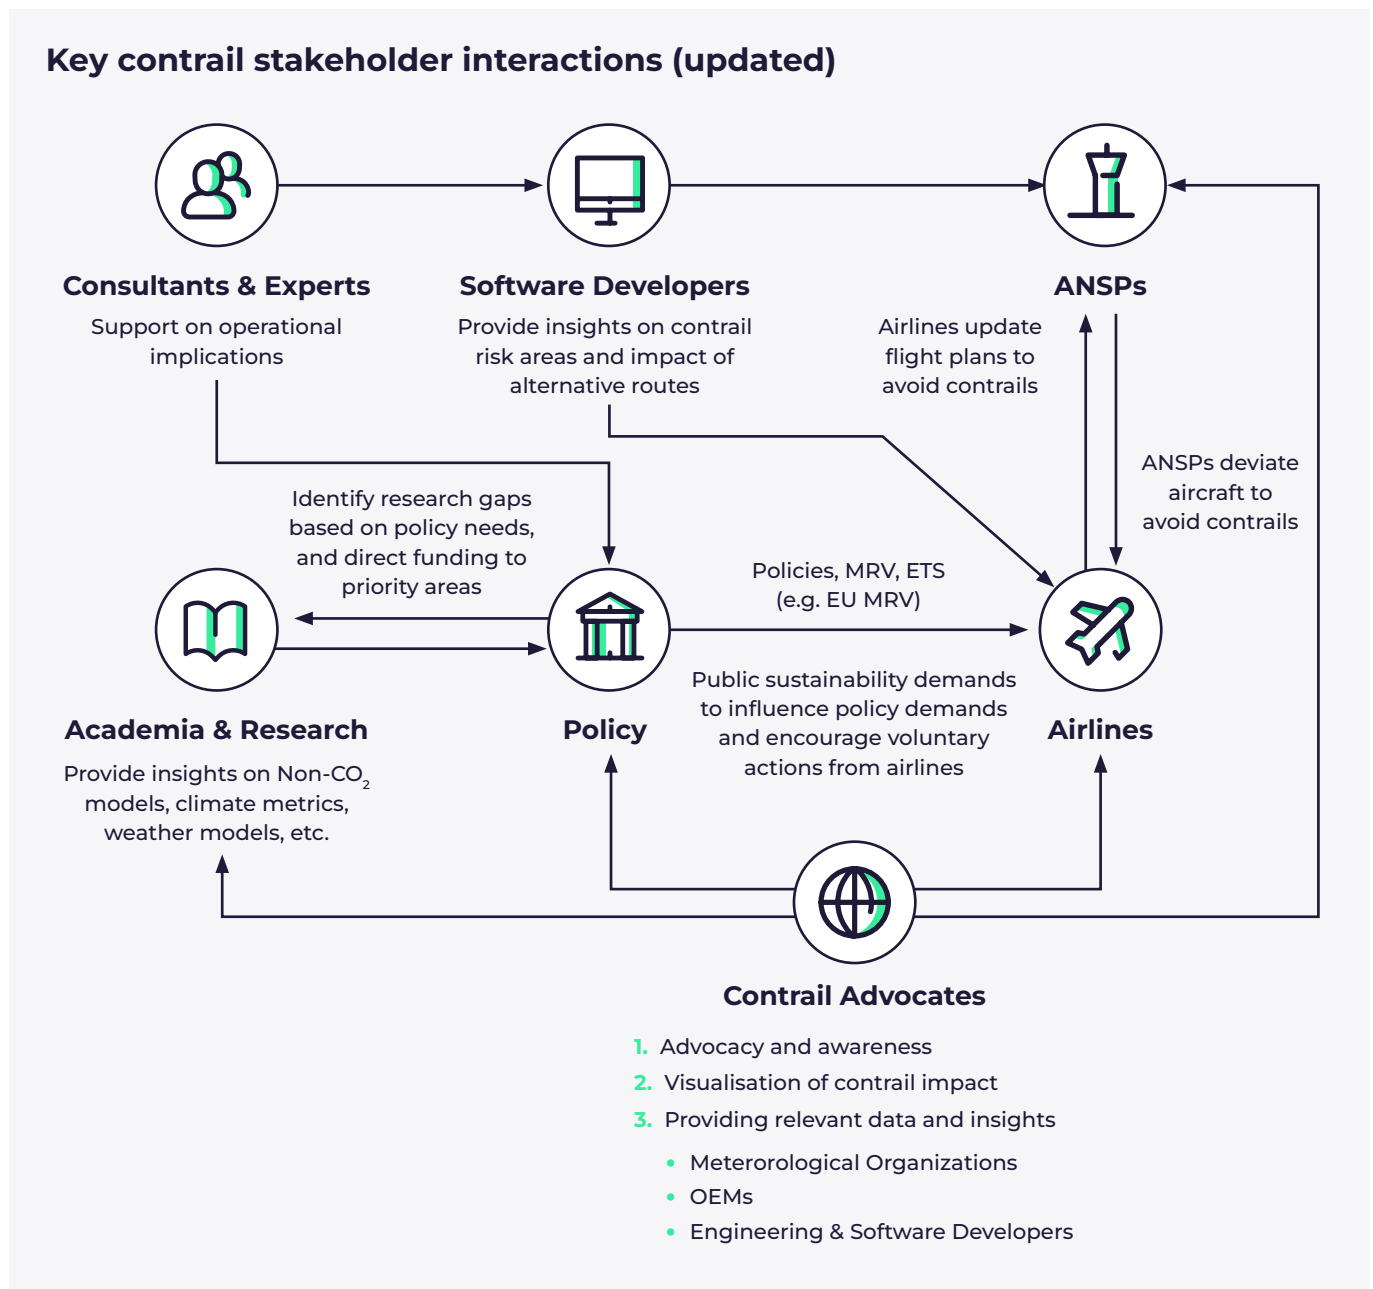 Key contrail stakeholder interactions (updated)
Consultants & Experts
Support on operational
implications
Software Developers
Provide insights on contrail
risk areas and impact of
alternative routes
ANSPs
Airlines update
flight plans to
avoid contrails
ANSPs deviate
aircraft to
avoid contrails
Identify research gaps
based on policy needs,
and direct funding to
priority areas
Policies, MRV, ETS
(e.g. EU MRV)
Academia & Research
Provide insights on Non-CO₂
models, climate metrics,
weather models, etc.
Policy
Public sustainability demands
to influence policy demands
and encourage voluntary
actions from airlines
Airlines
Contrail Advocates
1. Advocacy and awareness
2. Visualisation of contrail impact
3. Providing relevant data and insights
• Meterorological Organizations
• OEMs
• Engineering & Software Developers